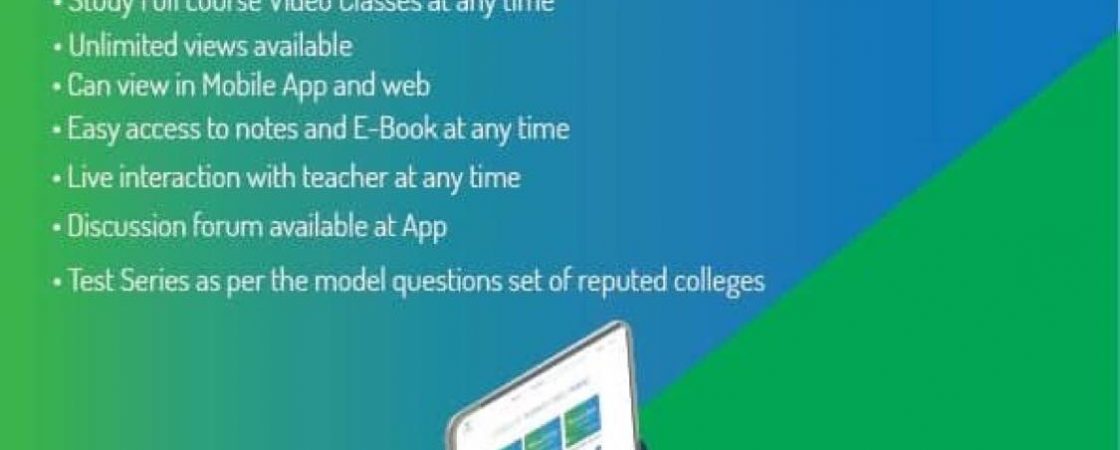 • Study Full course Video Classes at any time
• Unlimited views available
• Can view in Mobile App and web
• Easy access to notes and E-Book at any time
• Live interaction with teacher at any time
• Discussion forum available at App
• Test Series as per the model questions set of reputed colleges